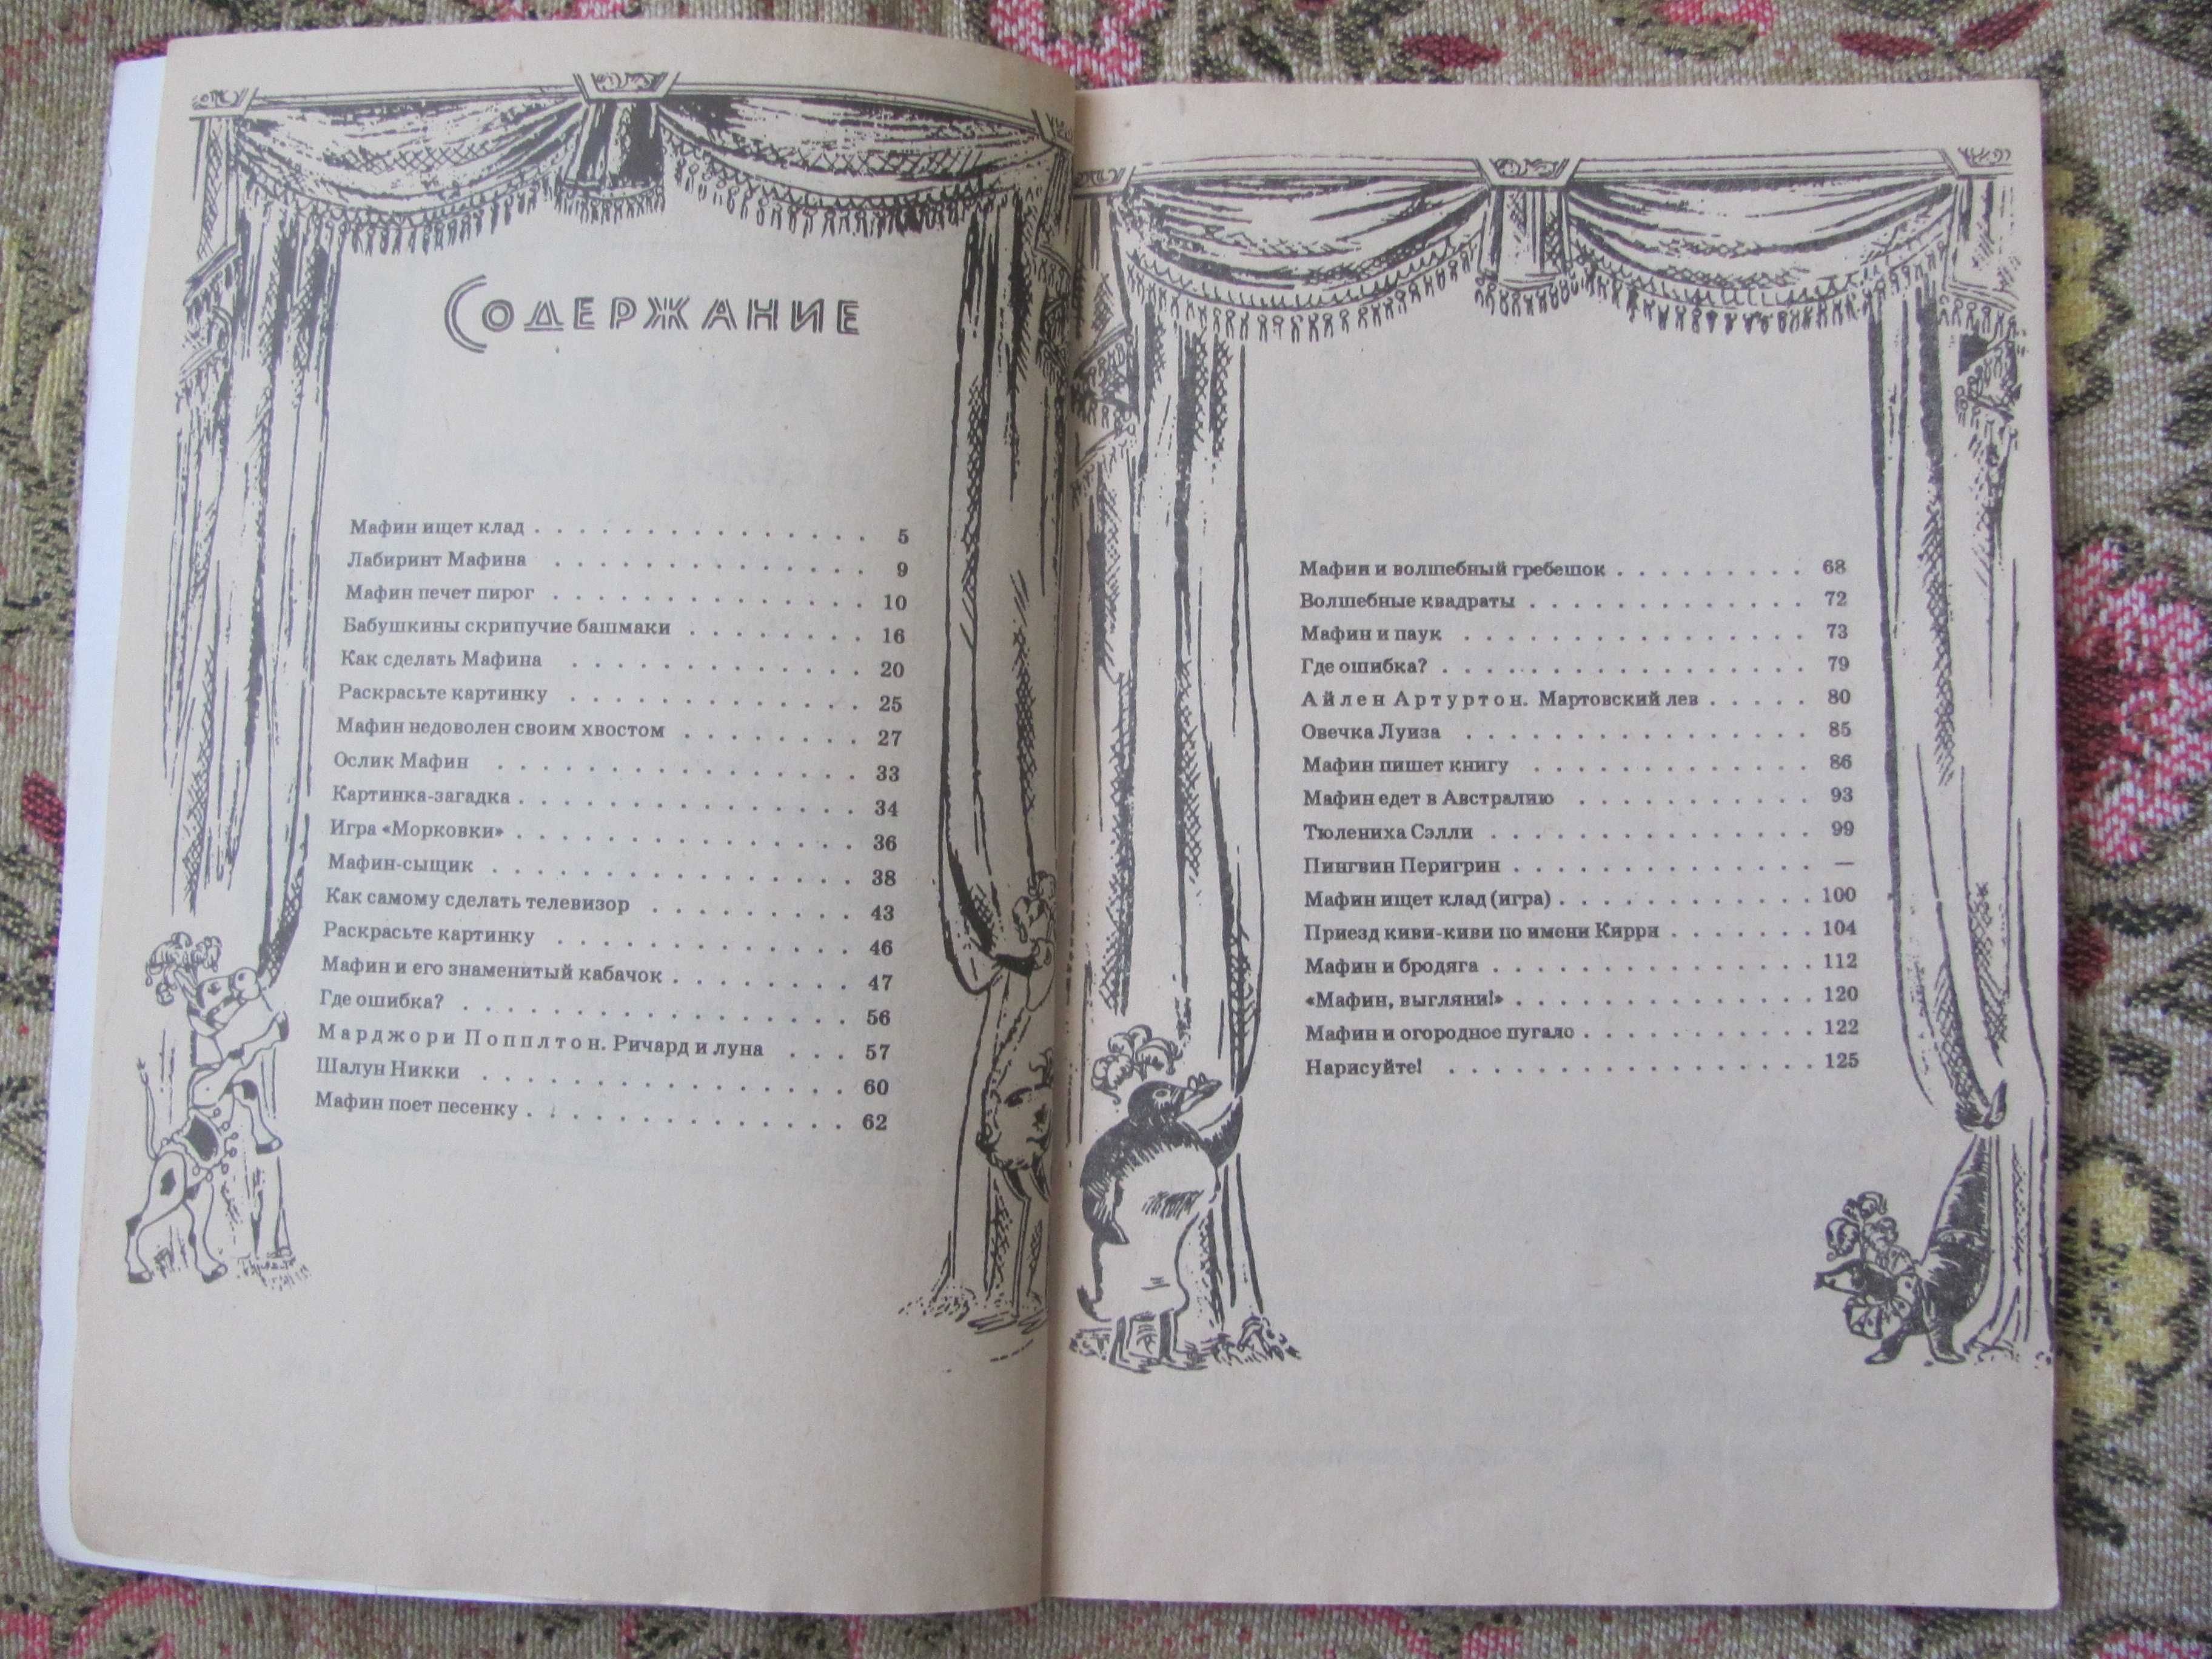 Содержание
Мафин ищет клад . . . . . . . . . . . . . . . 5
Лабиринт Мафина . . . . . . . . . . . . . . 9
Мафин печет пирог . . . . . . . . . . . . . . 10
Бабушкины скрипучие башмаки . . . . . . . . 16
Как сделать Мафина . . . . . . . . . . . . . 20
Раскрасьте картинку . . . . . . . . . . . . . 25
Мафин недоволен своим хвостом . . . . . . . . 27
Ослик Мафин . . . . . . . . . . . . . . . . 33
Картинка-загадка . . . . . . . . . . . . . . . 34
Игра «Морковки» . . . . . . . . . . . . . . . 36
Мафин-сыщик . . . . . . . . . . . . . . . . 38
Как самому сделать телевизор . . . . . . . . . 43
Раскрасьте картинку . . . . . . . . . . . . . 46
Мафин и его знаменитый кабачок . . . . . . . . 47
Где ошибка? . . . . . . . . . . . . . . . . . 56
Марджори Попплтон. Ричард и луна . . . 57
Шалун Никки . . . . . . . . . . . . . . . . 60
Мафин поет песенку . . . . . . . . . . . . . . 62
Мафин и волшебный гребешок . . . . . . . . . 68
Волшебные квадраты . . . . . . . . . . . . . 72
Мафин и паук . . . . . . . . . . . . . . . . 73
Где ошибка? . . . . . . . . . . . . . . . . . 79
Айлен Артуртон. Мартовский лев . . . . . 80
Овечка Луиза . . . . . . . . . . . . . . . . 85
Мафин пишет книгу . . . . . . . . . . . . . 86
Мафин едет в Австралию . . . . . . . . . . . 93
Тюлениха Сэлли . . . . . . . . . . . . . . . 99
Пингвин Перигрин . . . . . . . . . . . . . . —
Мафин ищет клад (игра) . . . . . . . . . . . . 100
Приезд киви-киви по имени Кирри . . . . . . . 104
Мафин и бродяга . . . . . . . . . . . . . . . 112
«Мафин, выгляни!» . . . . . . . . . . . . . . 120
Мафин и огородное пугало . . . . . . . . . . . 122
Нарисуйте! . . . . . . . . . . . . . . . . . 125